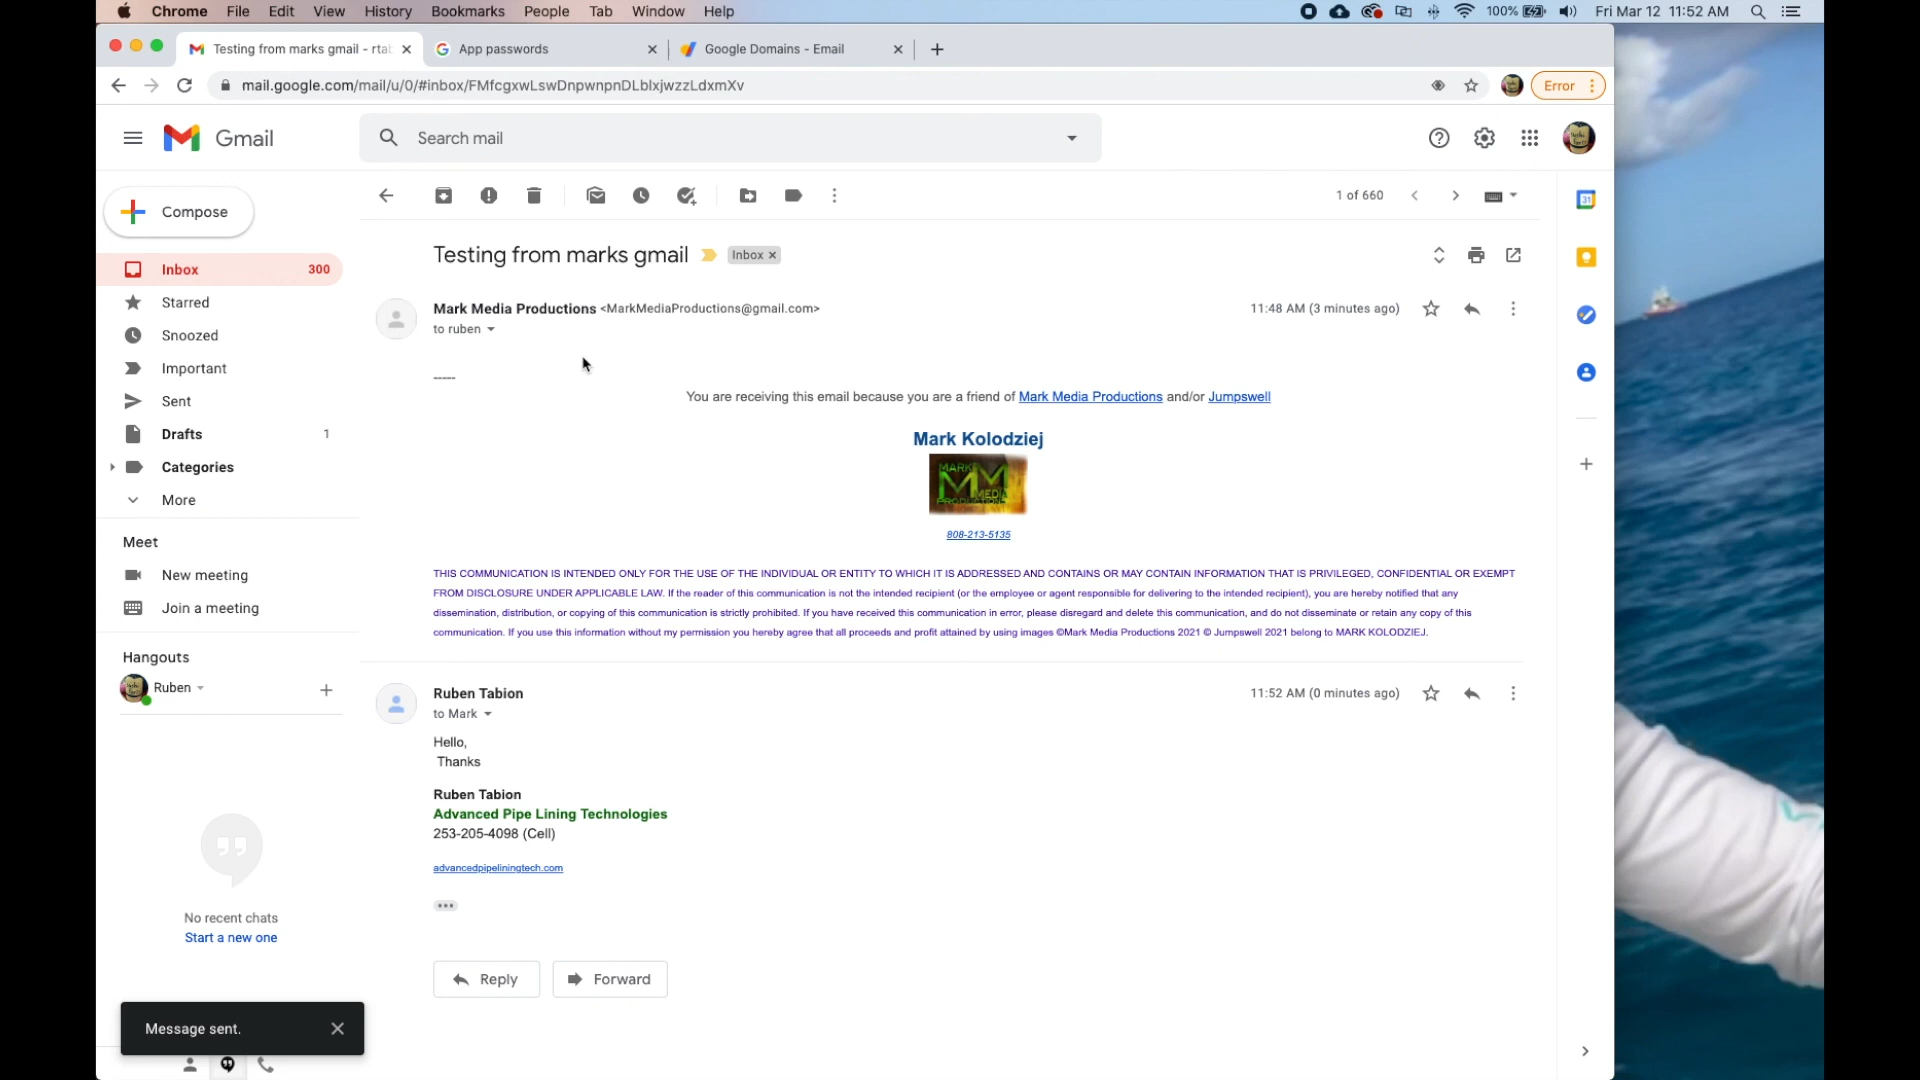 Chrome File Edit View History Bookmarks People Tab Window Help
100% Fri Mar 12 11:52 AM
Testing from marks gmail - rtab
App passwords
Google Domains - Email
mail.google.com/mail/u/0/#inbox/FMfcgxwLswDnpwnpnDLblxjwzzLdxmXv
Error
Gmail
Search mail
Compose
1 of 660
31
Inbox 300
Starred
Snoozed
Important
Sent
Drafts 1
Categories
More
Meet
New meeting
Join a meeting
Hangouts
Ruben
No recent chats
Start a new one
Message sent.
Testing from marks gmail Inbox
Mark Media Productions <MarkMediaProductions@gmail.com> 11:48 AM (3 minutes ago)
to ruben
-----
You are receiving this email because you are a friend of Mark Media Productions and/or Jumpswell
Mark Kolodziej
MARK
MM
MEDIA
PRODUCTIONS
808-213-5135
THIS COMMUNICATION IS INTENDED ONLY FOR THE USE OF THE INDIVIDUAL OR ENTITY TO WHICH IT IS ADDRESSED AND CONTAINS OR MAY CONTAIN INFORMATION THAT IS PRIVILEGED, CONFIDENTIAL OR EXEMPT
FROM DISCLOSURE UNDER APPLICABLE LAW. If the reader of this communication is not the intended recipient (or the employee or agent responsible for delivering to the intended recipient), you are hereby notified that any
dissemination, distribution, or copying of this communication is strictly prohibited. If you have received this communication in error, please disregard and delete this communication, and do not disseminate or retain any copy of this
communication. If you use this information without my permission you hereby agree that all proceeds and profit attained by using images ©Mark Media Productions 2021 © Jumpswell 2021 belong to MARK KOLODZIEJ.
Ruben Tabion 11:52 AM (0 minutes ago)
to Mark
Hello,
Thanks
Ruben Tabion
Advanced Pipe Lining Technologies
253-205-4098 (Cell)
advancedpipeliningtech.com
Reply
Forward